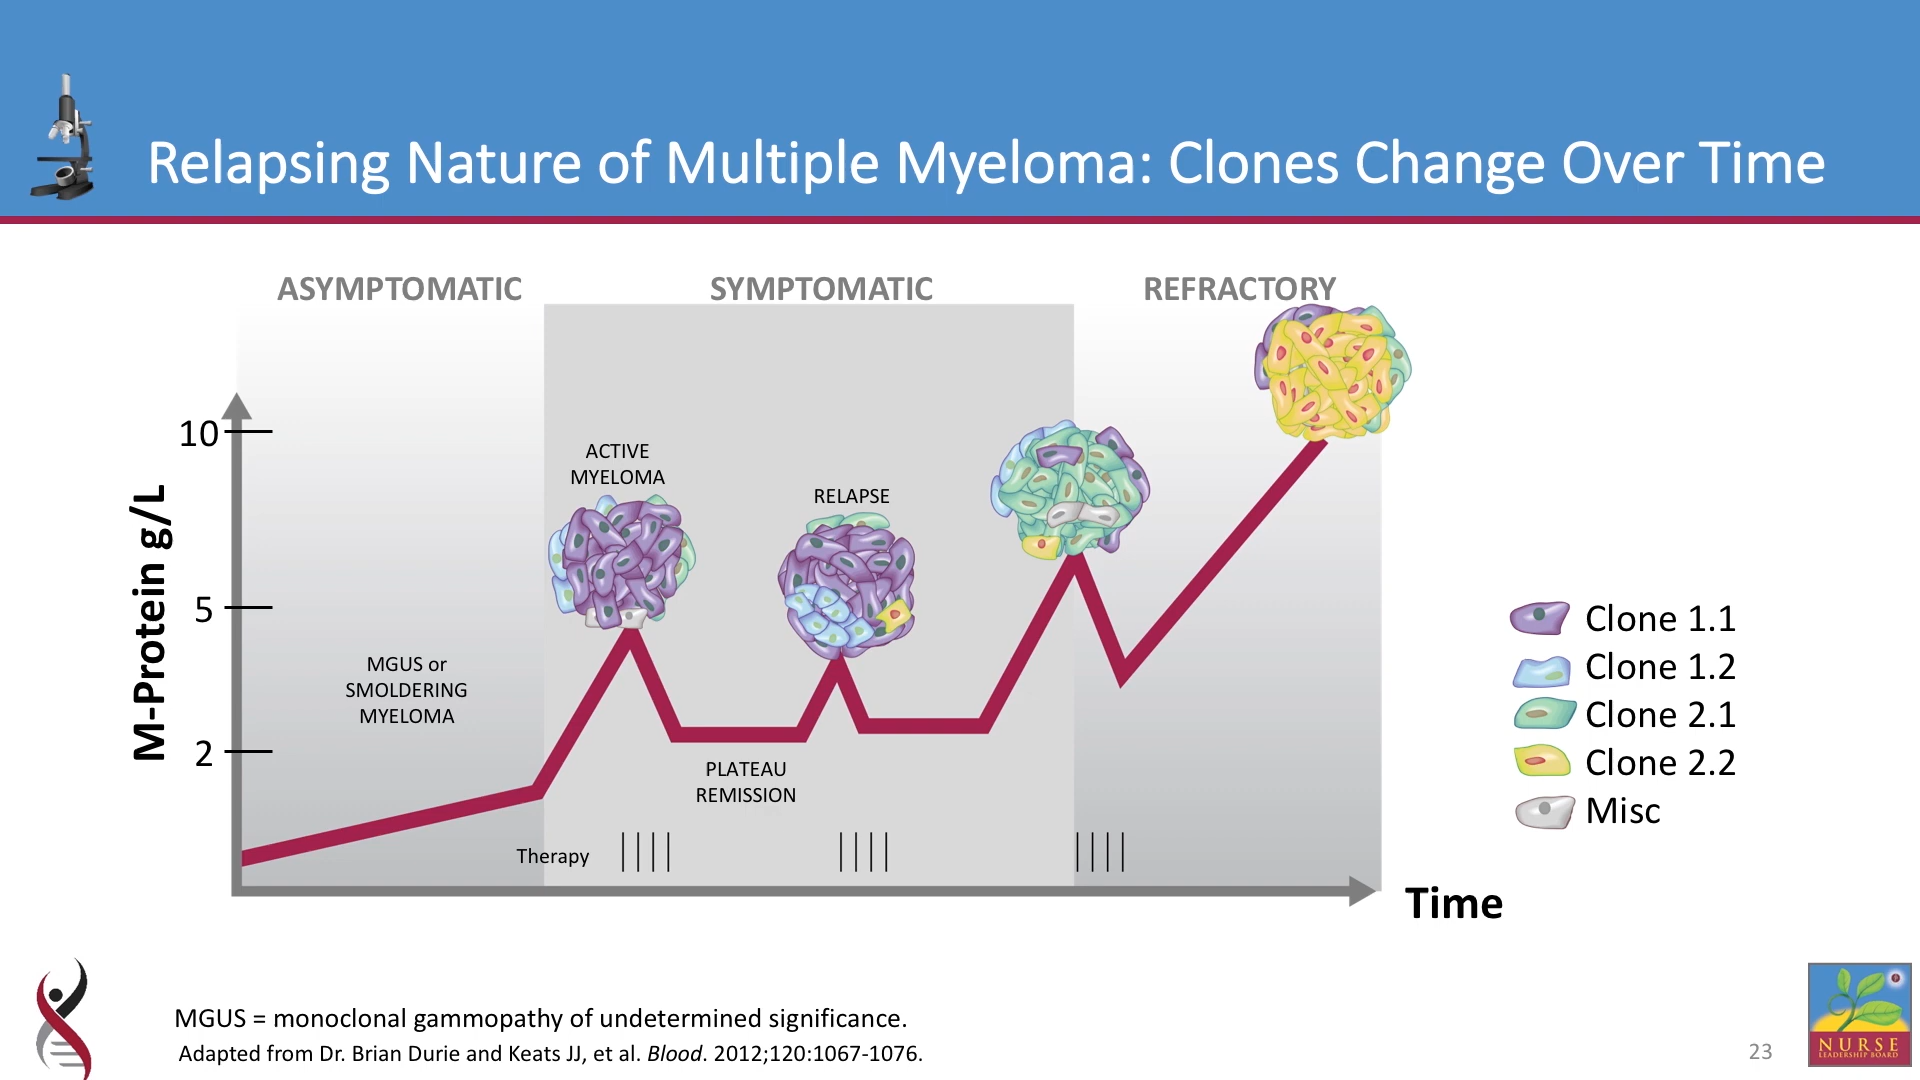 Relapsing Nature of Multiple Myeloma: Clones Change Over Time
ASYMPTOMATIC
SYMPTOMATIC
REFRACTORY
M-Protein g/L
10
5
2
MGUS or
SMOLDERING
MYELOMA
ACTIVE
MYELOMA
RELAPSE
PLATEAU
REMISSION
Therapy
Time
Clone 1.1
Clone 1.2
Clone 2.1
Clone 2.2
Misc
MGUS = monoclonal gammopathy of undetermined significance.
Adapted from Dr. Brian Durie and Keats JJ, et al. Blood. 2012;120:1067-1076.
23
NURSE
LEADERSHIP BOARD